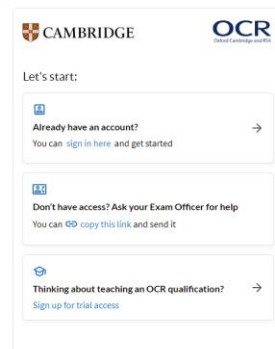 CAMBRIDGE
OCR
Oxford Cambridge and RSA
Let's start:
Already have an account?
You can sign in here and get started
Don't have access? Ask your Exam Officer for help
You can copy this link and send it
Thinking about teaching an OCR qualification?
Sign up for trial access